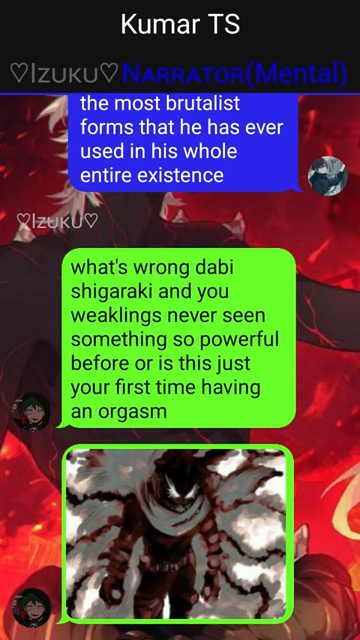 Kumar TS
♡Izuku♡ Narrator(Mental)
the most brutalist
forms that he has ever
used in his whole
entire existence
♡Izuku♡
what's wrong dabi
shigaraki and you
weaklings never seen
something so powerful
before or is this just
your first time having
an orgasm